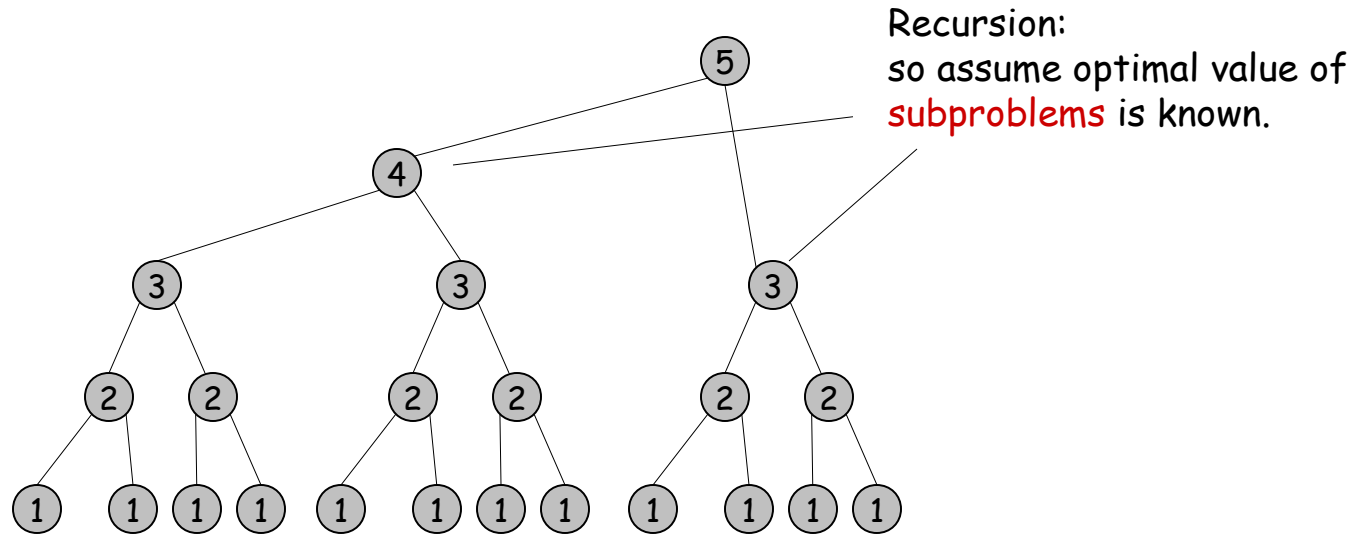 Recursion:
so assume optimal value of
subproblems is known.
5
4
3 3 3
2 2 2 2 2 2
1 1 1 1 1 1 1 1 1 1 1 1